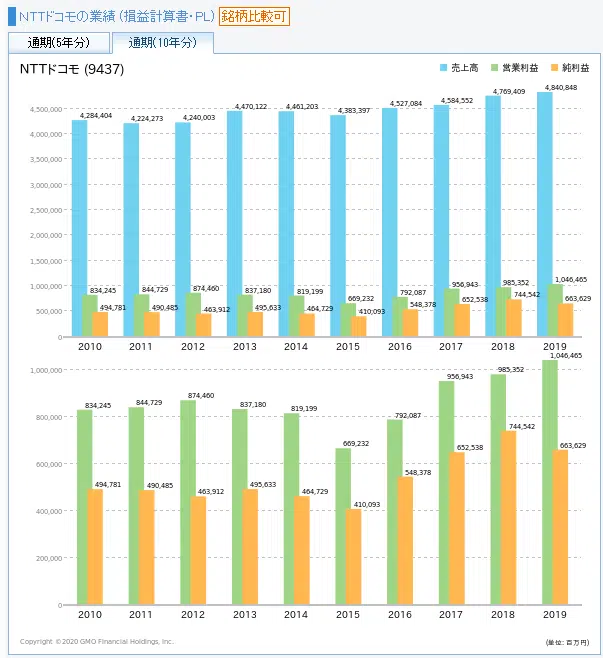 NTTドコモの業績 (損益計算書・PL) 銘柄比較可
通期(5年分) 通期(10年分)
NTTドコモ (9437) 売上高 営業利益 純利益
4,284,404 4,224,273 4,240,003 4,470,122 4,461,203 4,383,397 4,527,084 4,584,552 4,769,409 4,840,848
4,500,000
4,000,000
3,500,000
3,000,000
2,500,000
2,000,000
1,500,000
1,000,000
500,000
0
834,245 844,729 874,460 837,180 819,199 669,232 792,087 956,943 985,352 1,046,465
494,781 490,485 463,912 495,633 464,729 410,093 548,378 652,538 744,542 663,629
2010 2011 2012 2013 2014 2015 2016 2017 2018 2019
1,000,000
800,000
600,000
400,000
200,000
0
834,245 844,729 874,460 837,180 819,199 669,232 792,087 956,943 985,352 1,046,465
494,781 490,485 463,912 495,633 464,729 410,093 548,378 652,538 744,542 663,629
2010 2011 2012 2013 2014 2015 2016 2017 2018 2019
Copyright © 2020 GMO Financial Holdings, Inc. (単位: 百万円)